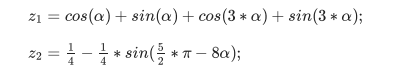 z₁ = cos(α) + sin(α) + cos(3 * α) + sin(3 * α);
z₂ = 1/4 − 1/4 * sin(5/2 * π − 8α);